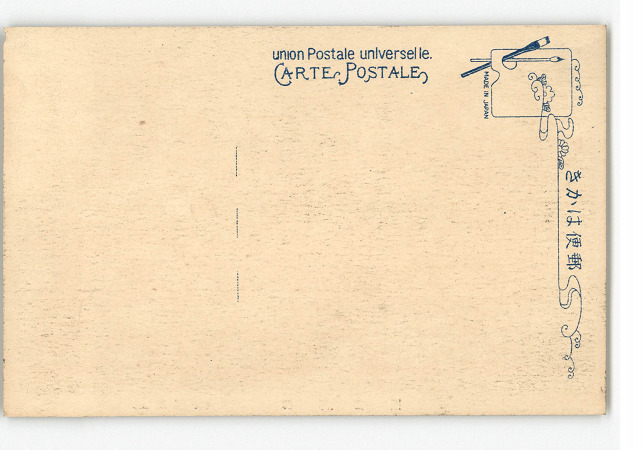 union Postale universelle.
CARTE POSTALE
MADE IN JAPAN
きかは便郵